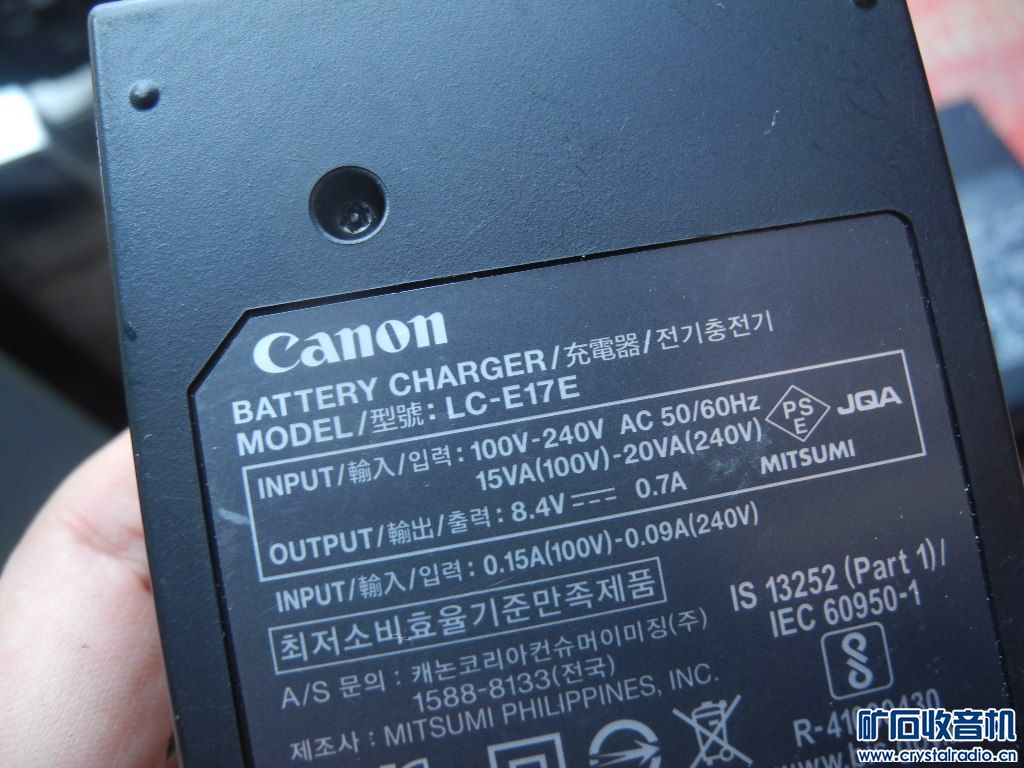 Canon
BATTERY CHARGER/充電器/전기충전기
MODEL/型號: LC-E17E
INPUT/輸入/입력: 100V-240V AC 50/60Hz
15VA(100V)-20VA(240V)
PS E
JQA
OUTPUT/輸出/출력: 8.4V 0.7A
MITSUMI
INPUT/輸入/입력: 0.15A(100V)-0.09A(240V)
최저소비효율기준만족제품
IS 13252 (Part 1)/
IEC 60950-1
A/S 문의 : 캐논코리아컨슈머이미징(주)
1588-8133(전국)
제조사 : MITSUMI PHILIPPINES, INC.
矿石收音机
www.crystalradio.cn